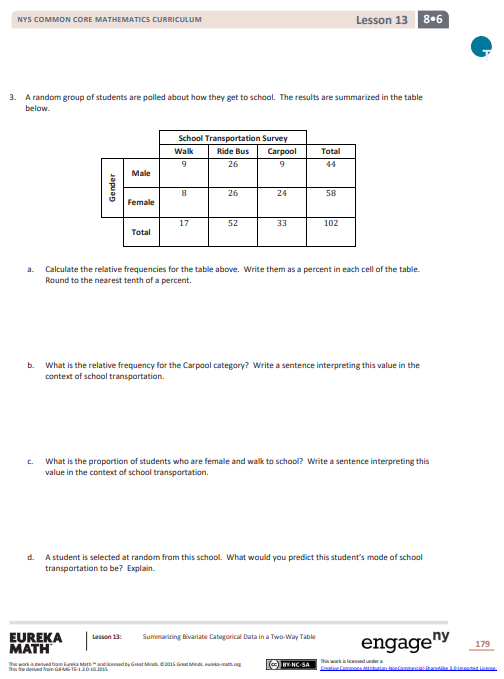 NYS COMMON CORE MATHEMATICS CURRICULUM Lesson 13 8•6
3. A random group of students are polled about how they get to school. The results are summarized in the table
below.
School Transportation Survey
Walk Ride Bus Carpool Total
Gender
Male 9 26 9 44
Female 8 26 24 58
Total 17 52 33 102
a. Calculate the relative frequencies for the table above. Write them as a percent in each cell of the table.
Round to the nearest tenth of a percent.
b. What is the relative frequency for the Carpool category? Write a sentence interpreting this value in the
context of school transportation.
c. What is the proportion of students who are female and walk to school? Write a sentence interpreting this
value in the context of school transportation.
d. A student is selected at random from this school. What would you predict this student's mode of school
transportation to be? Explain.
EUREKA
MATH™
Lesson 13: Summarizing Bivariate Categorical Data in a Two-Way Table
engage ny
179
This work is derived from Eureka Math ™ and licensed by Great Minds. ©2015 Great Minds. eureka-math.org
This file derived from G8-M6-TE-1.3.0-10.2015
CC BY-NC-SA
This work is licensed under a
Creative Commons Attribution-NonCommercial-ShareAlike 3.0 Unported License.